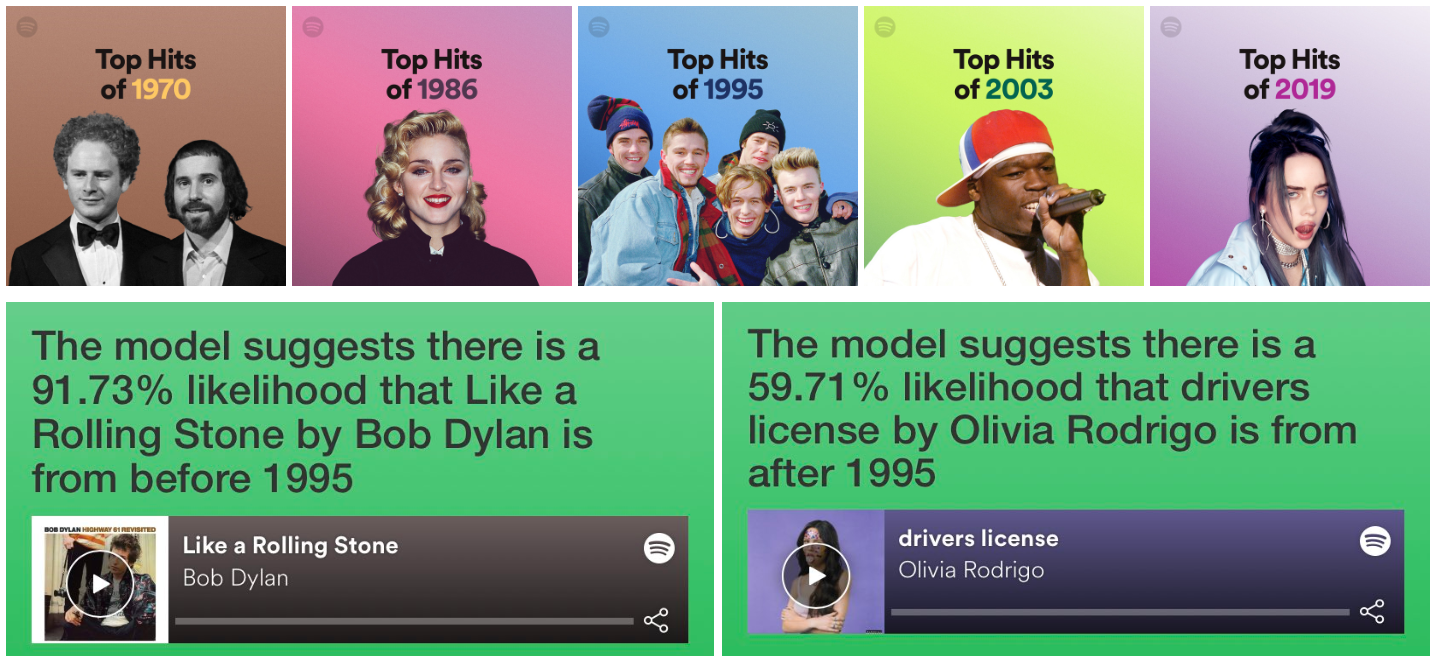 Top Hits
of 1970
Top Hits
of 1986
Top Hits
of 1995
Top Hits
of 2003
Top Hits
of 2019
The model suggests there is a
91.73% likelihood that Like a
Rolling Stone by Bob Dylan is
from before 1995
BOB DYLAN HIGHWAY 61 REVISITED
Like a Rolling Stone
Bob Dylan
The model suggests there is a
59.71% likelihood that drivers
license by Olivia Rodrigo is from
after 1995
drivers license
Olivia Rodrigo